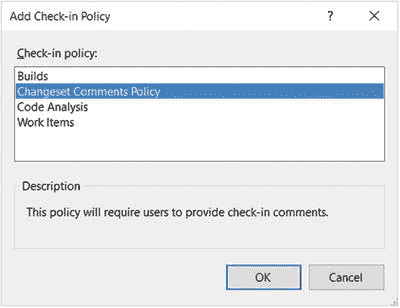 Add Check-in Policy
?
Check-in policy:
Builds
Changeset Comments Policy
Code Analysis
Work Items
Description
This policy will require users to provide check-in comments.
OK
Cancel